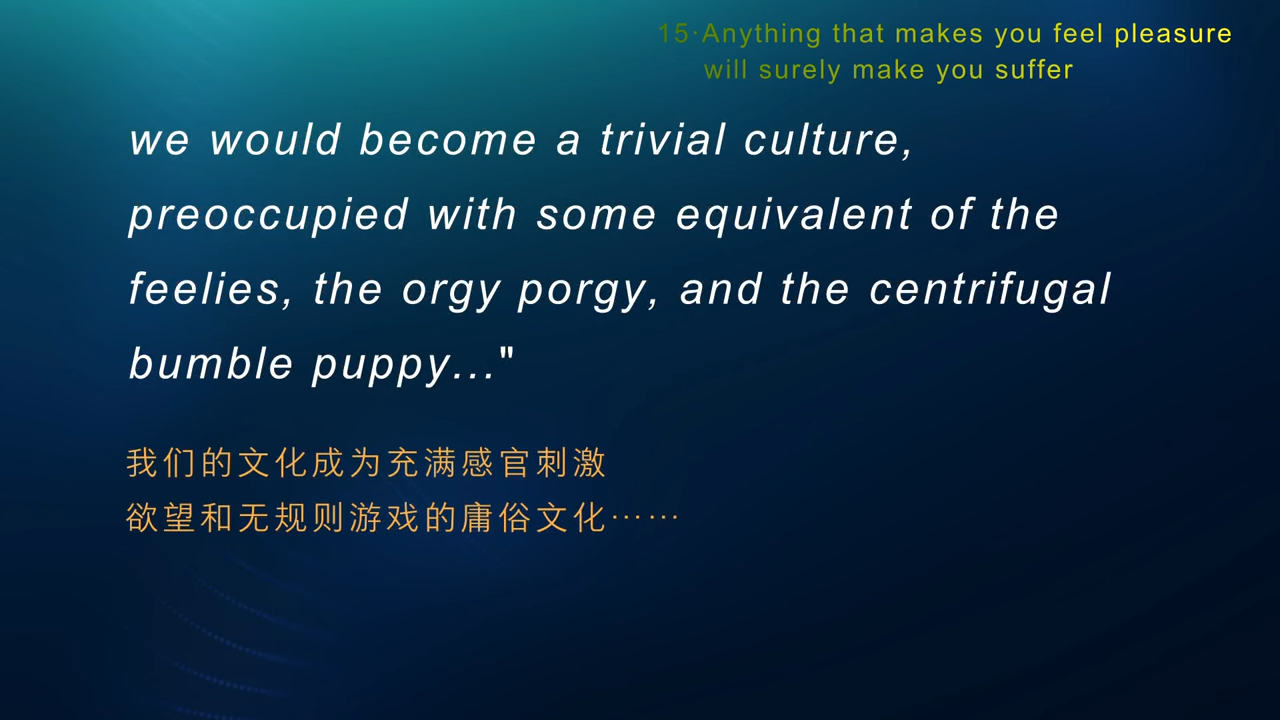 15·Anything that makes you feel pleasure
will surely make you suffer
we would become a trivial culture,
preoccupied with some equivalent of the
feelies, the orgy porgy, and the centrifugal
bumble puppy..."
我们的文化成为充满感官刺激
欲望和无规则游戏的庸俗文化……